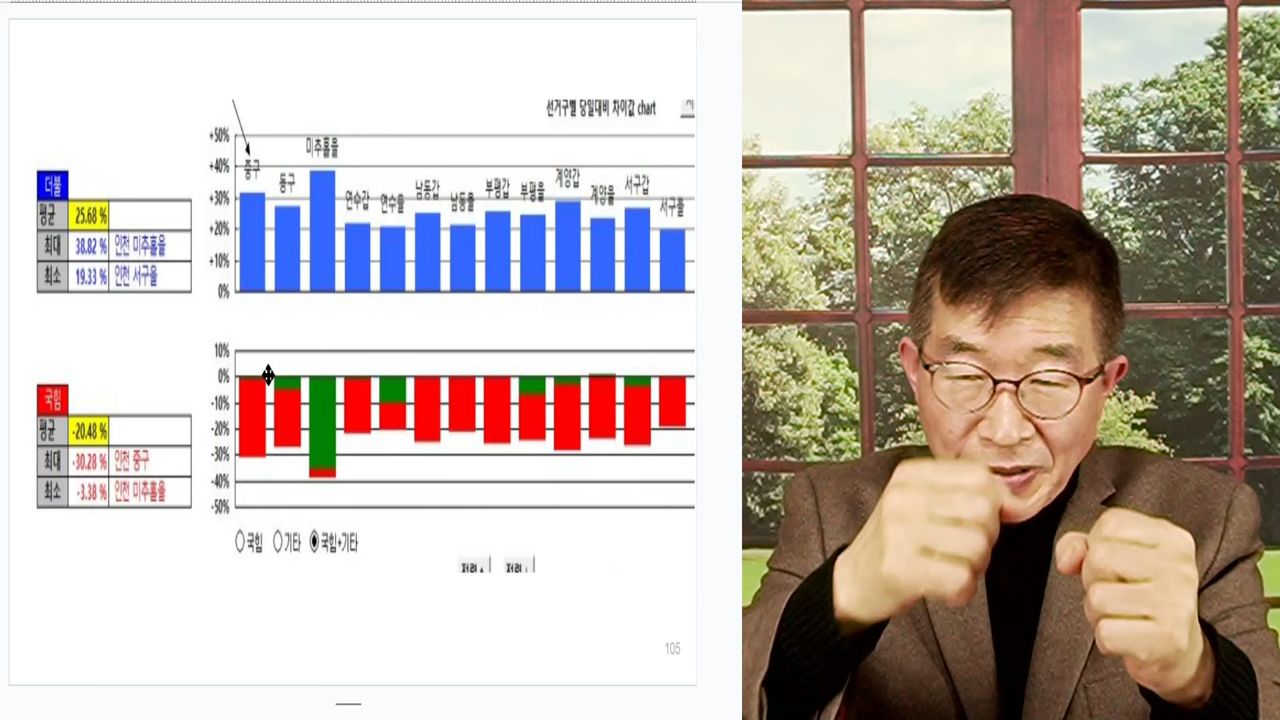 선거구별 당일대비 차이값 chart
+50%
+40%
+30%
+20%
+10%
0%
중구
동구
미추홀을
연수갑
연수을
남동갑
남동을
부평갑
부평을
계양갑
계양을
서구갑
서구을
더불
평균 25.68 %
최대 38.82 % 인천 미추홀을
최소 19.33 % 인천 서구을
10%
0%
-10%
-20%
-30%
-40%
-50%
국힘
평균 -20.48 %
최대 -30.28 % 인천 중구
최소 -3.38 % 인천 미추홀을
국힘 기타 국힘+기타
105